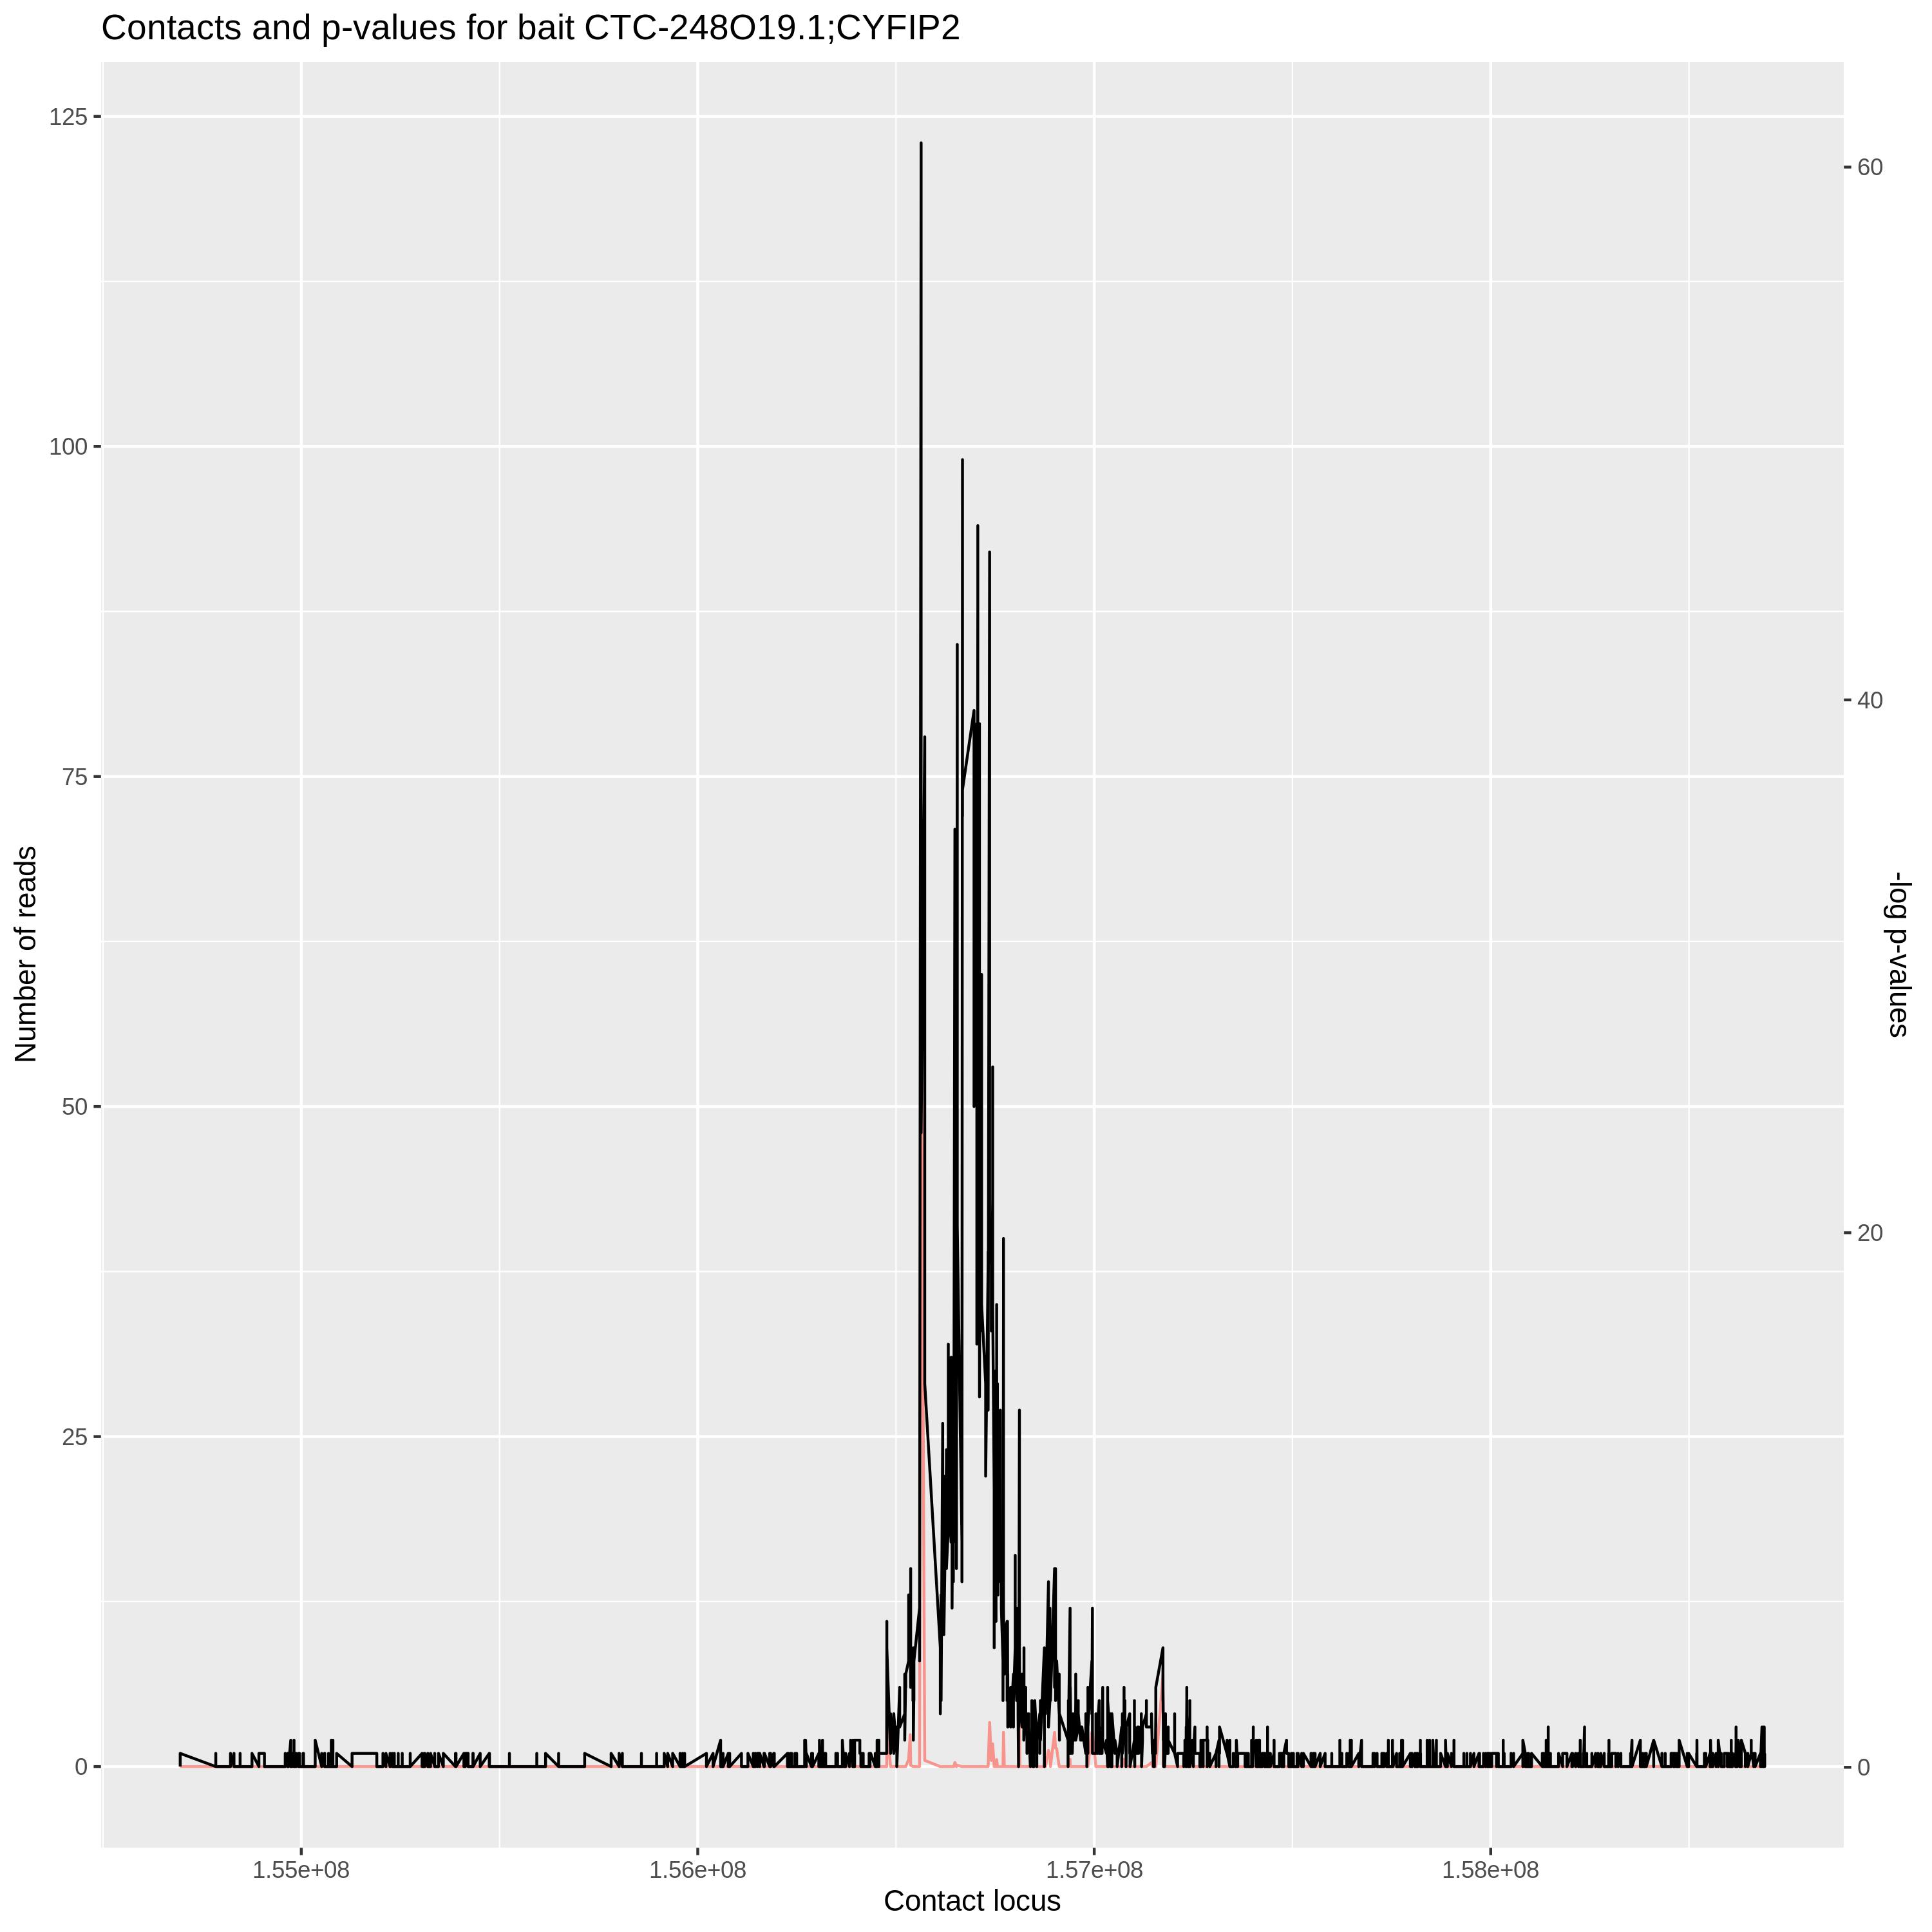 Contacts and p-values for bait CTC-248O19.1;CYFIP2
125
100
75
50
25
0
60
40
20
0
Number of reads
-log p-values
1.55e+08
1.56e+08
1.57e+08
1.58e+08
Contact locus